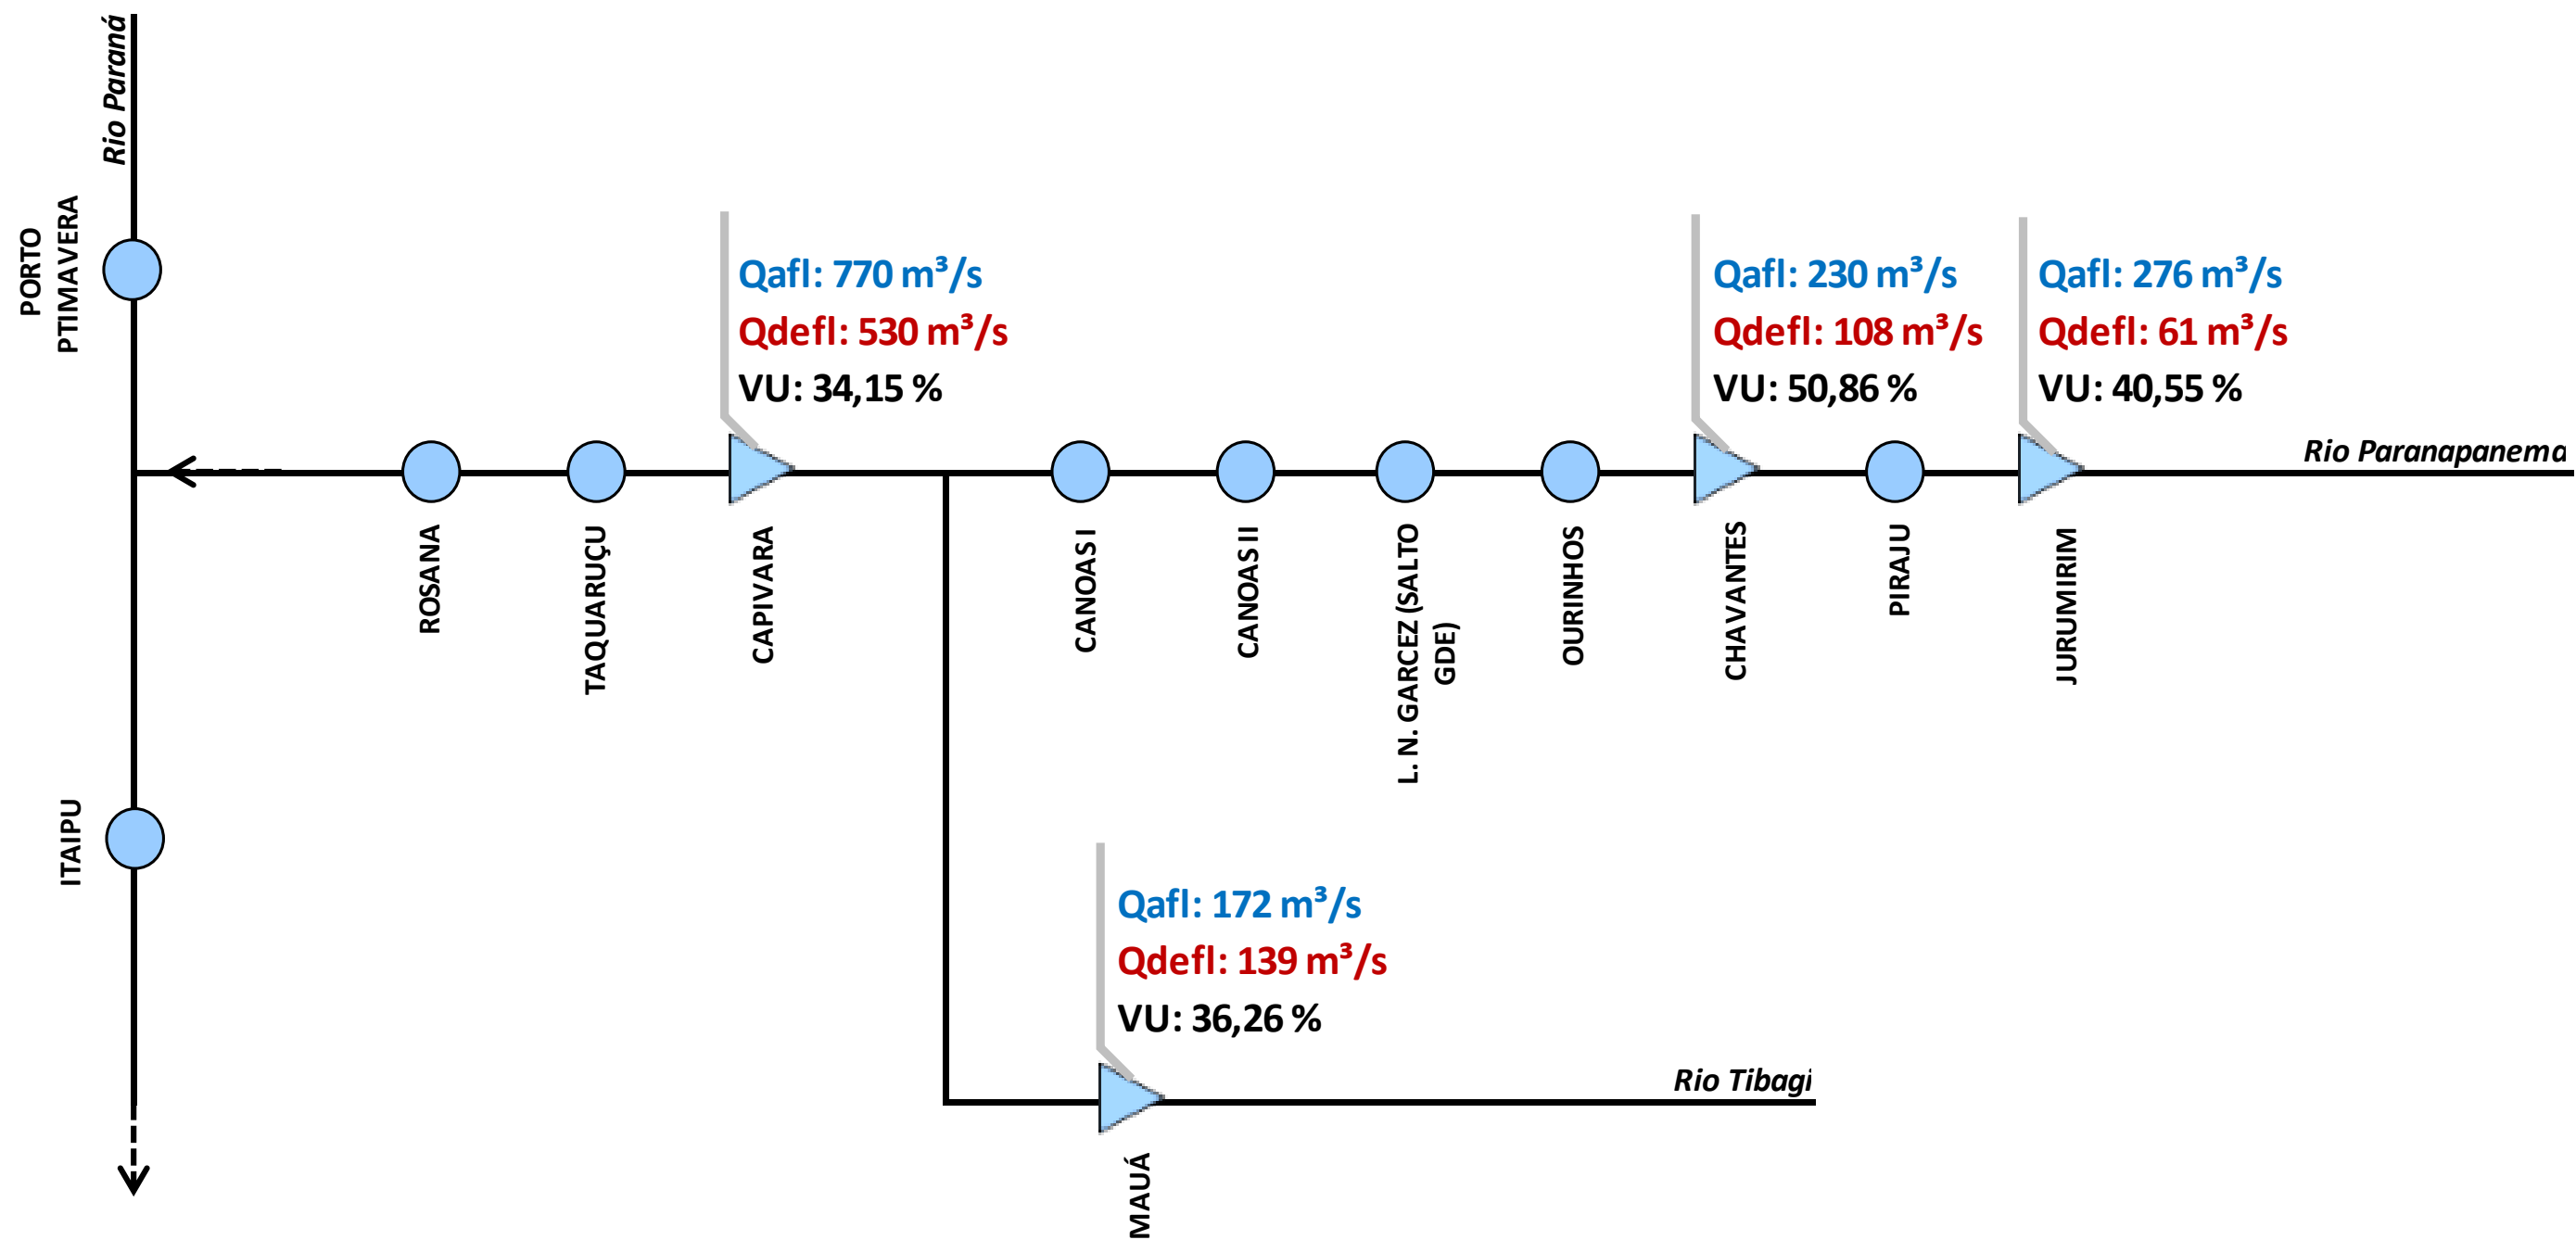 Rio Paraná
PORTO
PTIMAVERA
Qafl: 770 m³/s
Qdefl: 530 m³/s
VU: 34,15 %
Qafl: 230 m³/s
Qdefl: 108 m³/s
VU: 50,86 %
Qafl: 276 m³/s
Qdefl: 61 m³/s
VU: 40,55 %
Rio Paranapanema
ROSANA
TAQUARUÇU
CAPIVARA
CANOAS I
CANOAS II
L. N. GARCEZ (SALTO
GDE)
OURINHOS
CHAVANTES
PIRAJU
JURUMIRIM
ITAIPU
Qafl: 172 m³/s
Qdefl: 139 m³/s
VU: 36,26 %
Rio Tibagi
MAUÁ